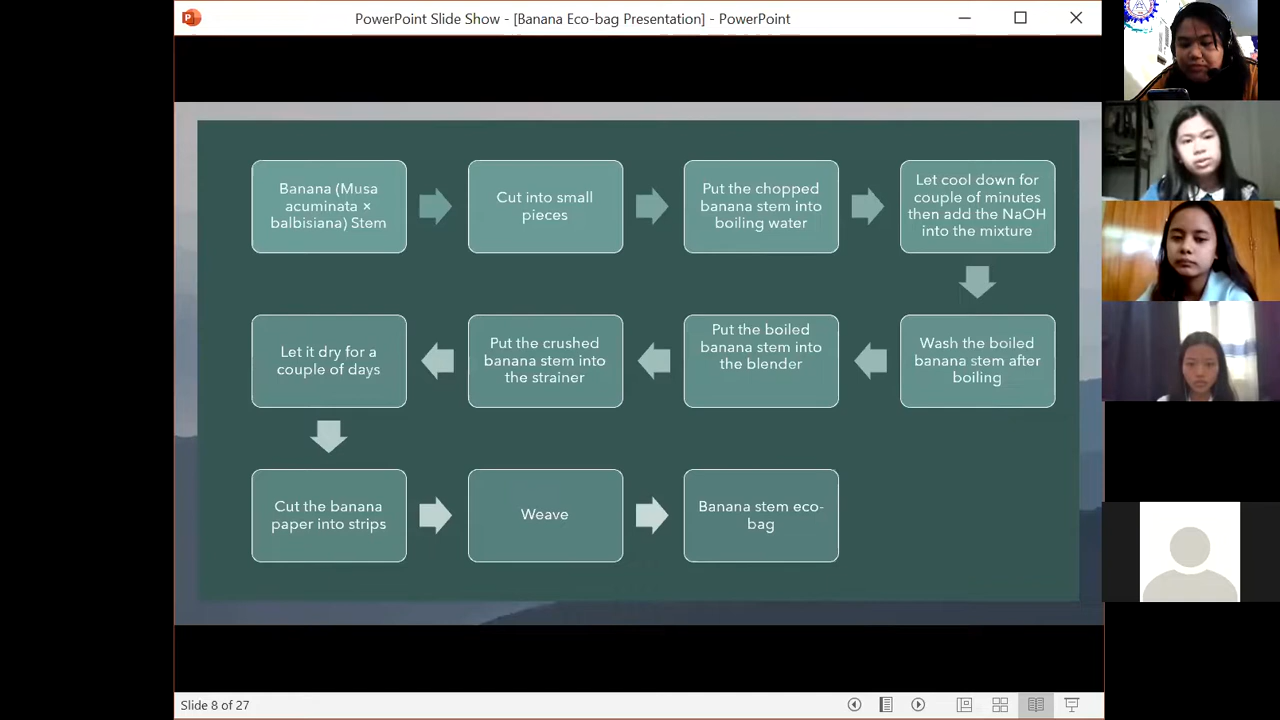 PowerPoint Slide Show - [Banana Eco-bag Presentation] - PowerPoint
Banana (Musa
acuminata ×
balbisiana) Stem
Cut into small
pieces
Put the chopped
banana stem into
boiling water
Let cool down for
couple of minutes
then add the NaOH
into the mixture
Wash the boiled
banana stem after
boiling
Put the boiled
banana stem into
the blender
Put the crushed
banana stem into
the strainer
Let it dry for a
couple of days
Cut the banana
paper into strips
Weave
Banana stem eco-
bag
Slide 8 of 27